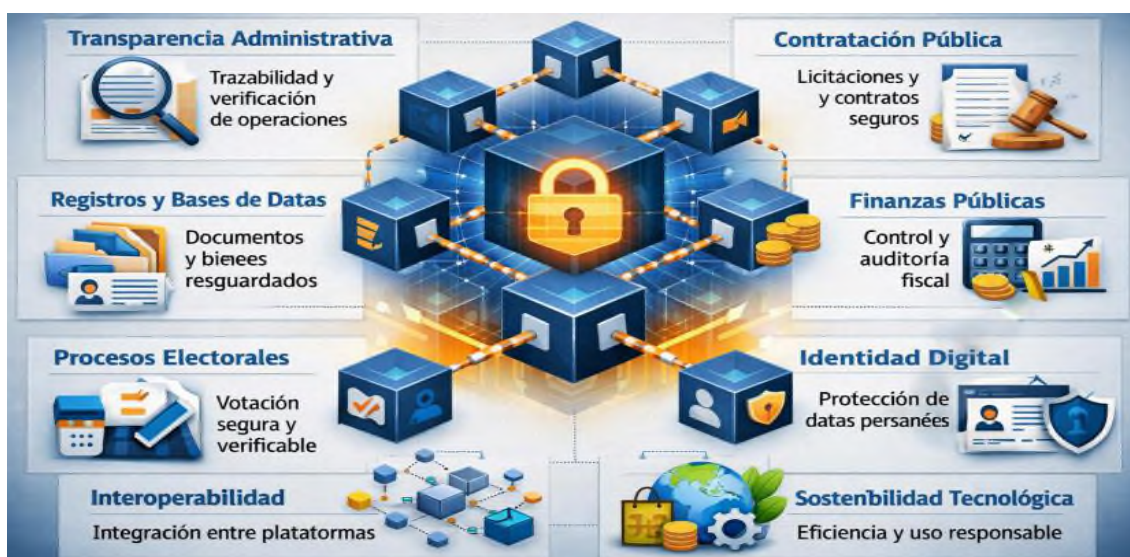 Transparencia Administrativa
Trazabilidad y
verificación
de operaciones
Contratación Pública
Licitaciones y
y contratos
seguros
Registros y Bases de Datas
Documentos
y bienees
resguardados
Finanzas Públicas
Control y
auditoría
fiscal
Procesos Electorales
Votación
segura y
verificable
Identidad Digital
Protección de
datas persanées
Interoperabilidad
Integración entre plataformas
Sostenbilidad Tecnológica
Eficiencia y uso responsable